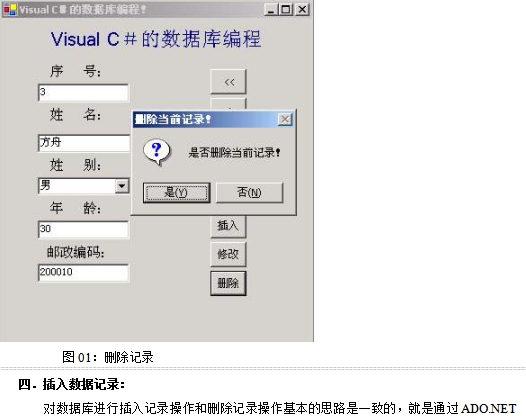 Visual C＃的数据库编程！
Visual C＃的数据库编程
序 号：
3
<<
姓 名：
方舟
删除当前记录！
是否删除当前记录！
是(Y)
否(N)
姓 别：
男
年 龄：
30
插入
邮政编码：
修改
200010
删除
图 01：删除记录
四．插入数据记录：
对数据库进行插入记录操作和删除记录操作基本的思路是一致的，就是通过 ADO.NET